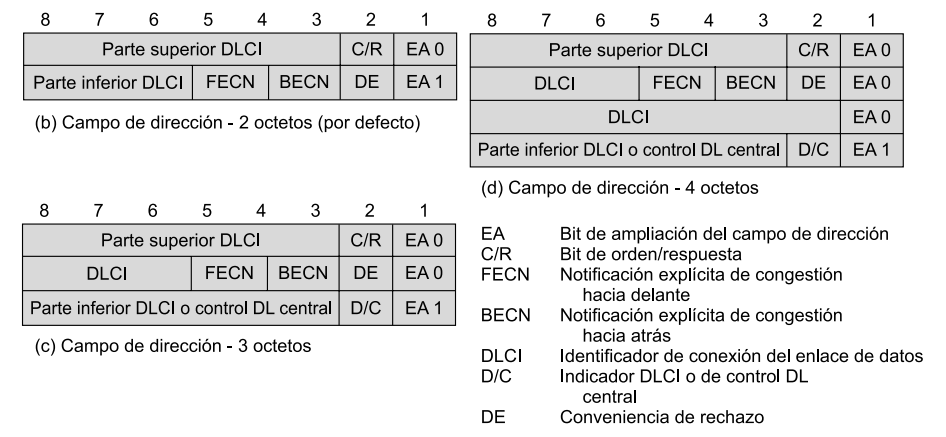 8 7 6 5 4 3 2 1
Parte superior DLCI C/R EA 0
Parte inferior DLCI FECN BECN DE EA 1
(b) Campo de dirección - 2 octetos (por defecto)
8 7 6 5 4 3 2 1
Parte superior DLCI C/R EA 0
DLCI FECN BECN DE EA 0
Parte inferior DLCI o control DL central D/C EA 1
(c) Campo de dirección - 3 octetos
8 7 6 5 4 3 2 1
Parte superior DLCI C/R EA 0
DLCI FECN BECN DE EA 0
DLCI EA 0
Parte inferior DLCI o control DL central D/C EA 1
(d) Campo de dirección - 4 octetos
EA Bit de ampliación del campo de dirección
C/R Bit de orden/respuesta
FECN Notificación explícita de congestión
hacia delante
BECN Notificación explícita de congestión
hacia atrás
DLCI Identificador de conexión del enlace de datos
D/C Indicador DLCI o de control DL
central
DE Conveniencia de rechazo